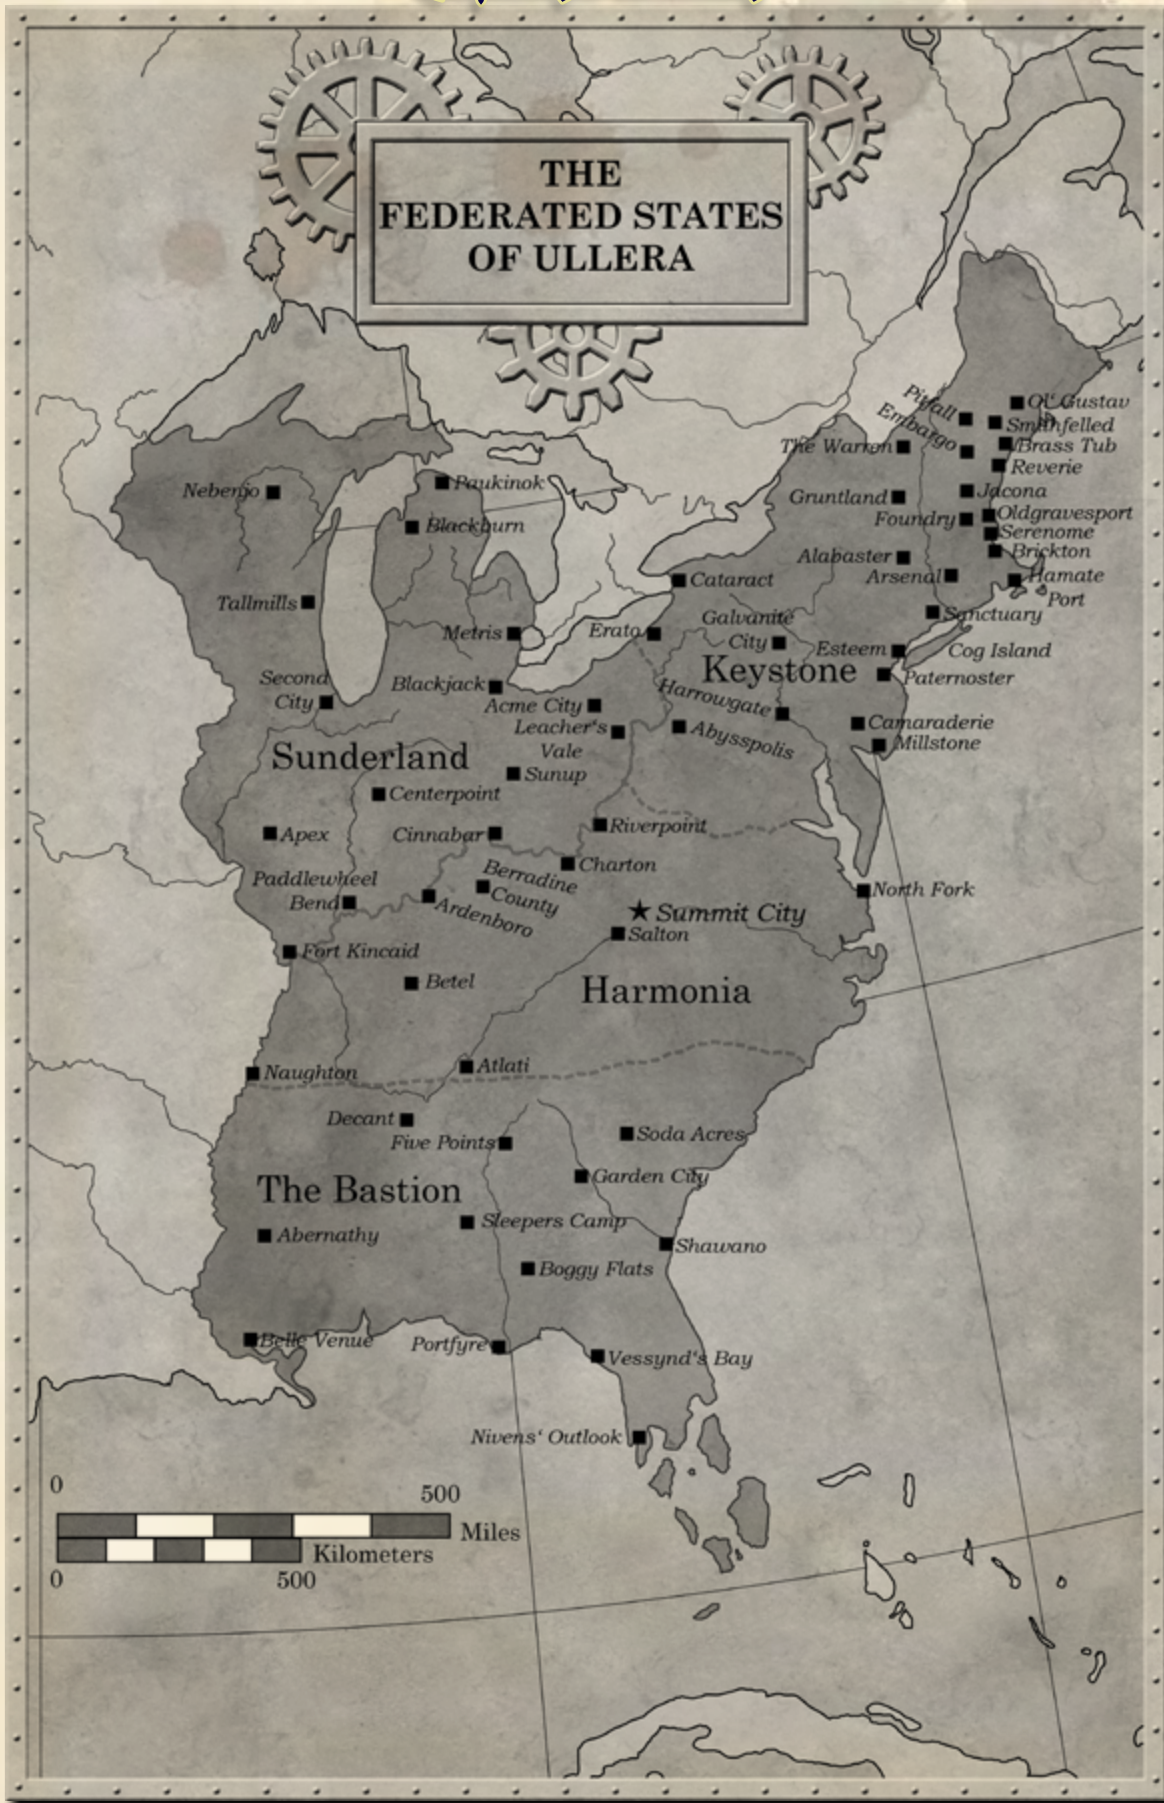 THE
FEDERATED STATES
OF ULLERA
Pitfall
Ol' Gustav
Embargo
Smithfelled
The Warren
Brass Tub
Reverie
Nebenjo
Paukinok
Jacona
Gruntland
Oldgravesport
Foundry
Blackburn
Serenome
Brickton
Alabaster
Arsenal
Hamate
Port
Cataract
Tallmills
Sanctuary
Galvanite
City
Metris
Erato
Esteem
Cog Island
Keystone
Paternoster
Second
City
Blackjack
Harrowgate
Acme City
Camaraderie
Leacher's
Vale
Abysspolis
Millstone
Sunderland
Sunup
Centerpoint
Riverpoint
Apex
Cinnabar
Charton
Berradine
County
Paddlewheel
Bend
North Fork
Ardenboro
Summit City
Salton
Fort Kincaid
Betel
Harmonia
Atlati
Naughton
Decant
Five Points
Soda Acres
Garden City
The Bastion
Sleepers Camp
Abernathy
Shawano
Boggy Flats
Belle Venue
Portfyre
Vessynd's Bay
Nivens' Outlook
0
500
Miles
Kilometers
0
500